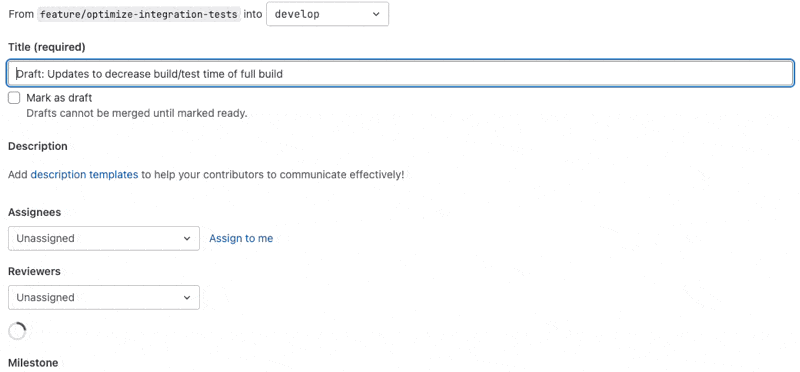 From feature/optimize-integration-tests into develop
Title (required)
Draft: Updates to decrease build/test time of full build
Mark as draft
Drafts cannot be merged until marked ready.
Description
Add description templates to help your contributors to communicate effectively!
Assignees
Unassigned Assign to me
Reviewers
Unassigned
Milestone